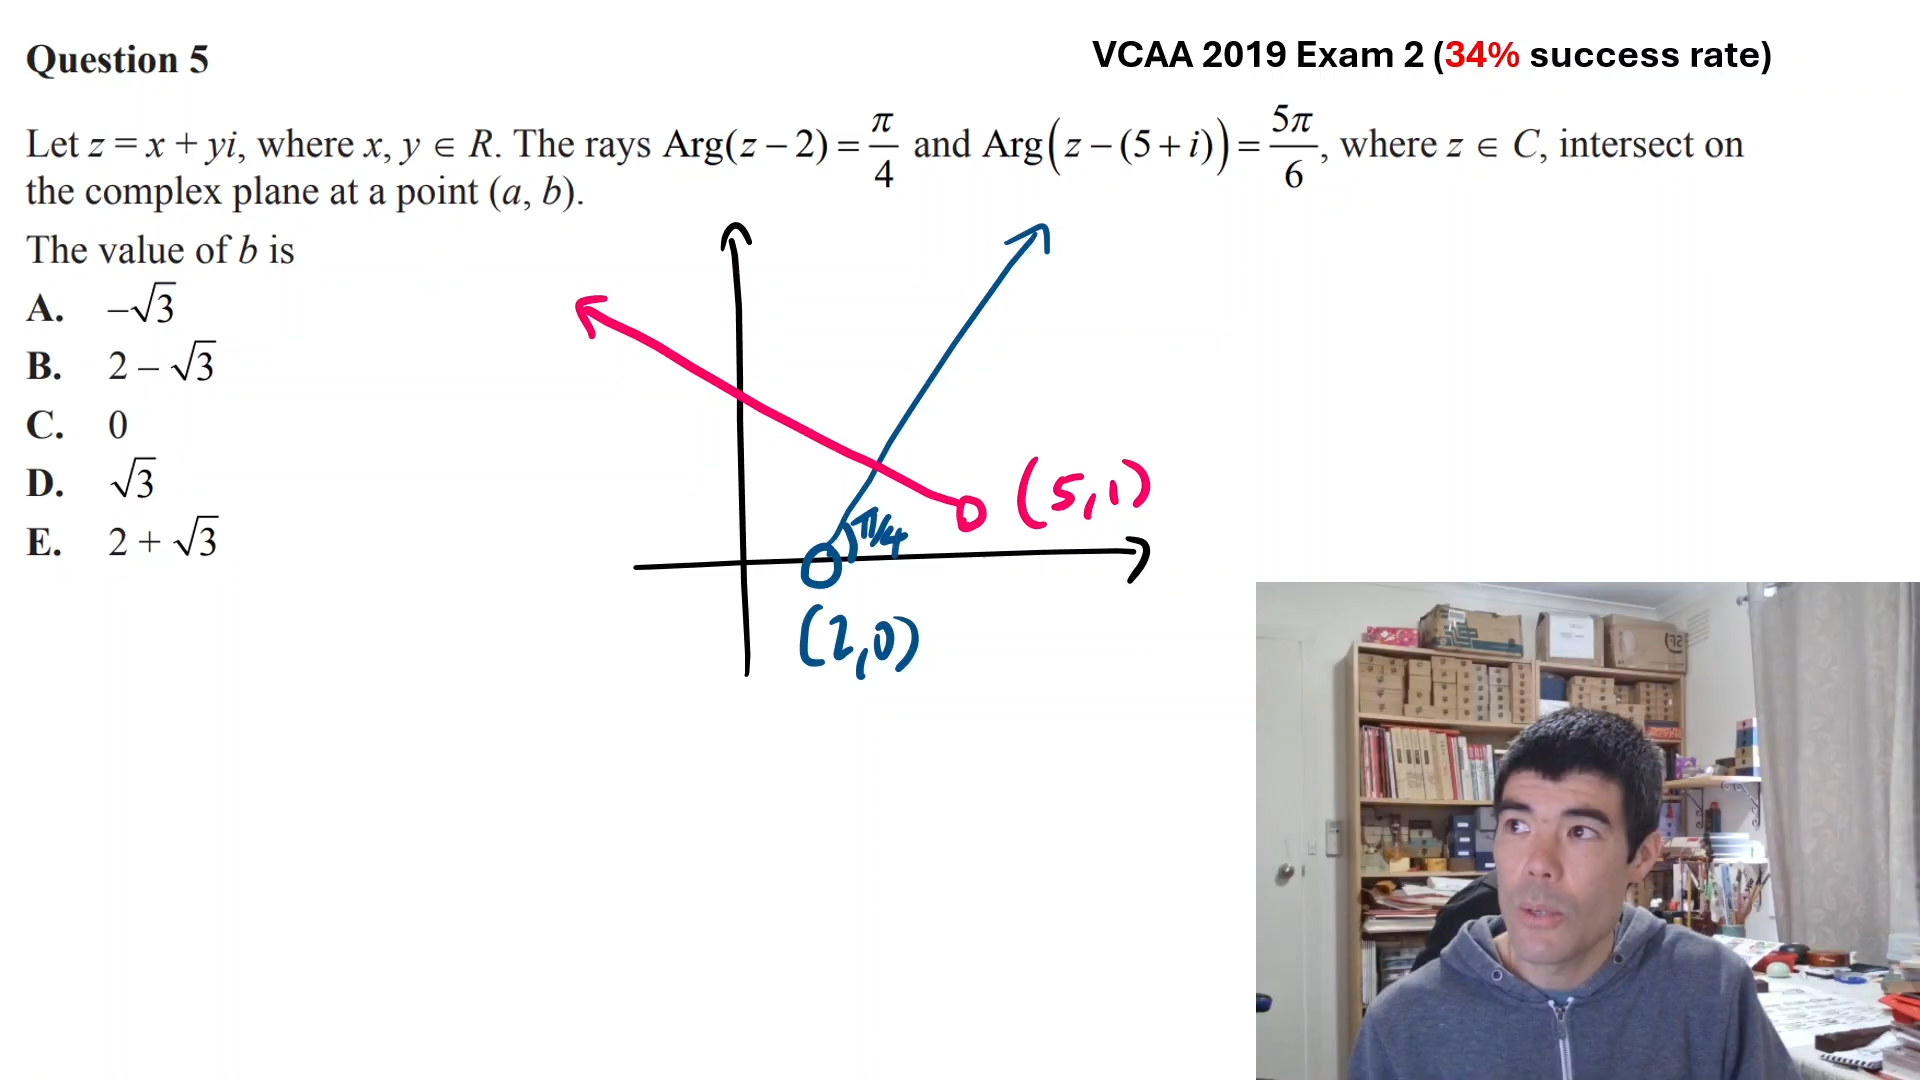 Question 5
VCAA 2019 Exam 2 (34% success rate)
Let z = x + yi, where x, y ∈ R. The rays Arg(z − 2) = π/4 and Arg(z − (5 + i)) = 5π/6, where z ∈ C, intersect on
the complex plane at a point (a, b).
The value of b is
A. −√3
B. 2 − √3
C. 0
D. √3
E. 2 + √3
(5,1)
π/4
(2,0)